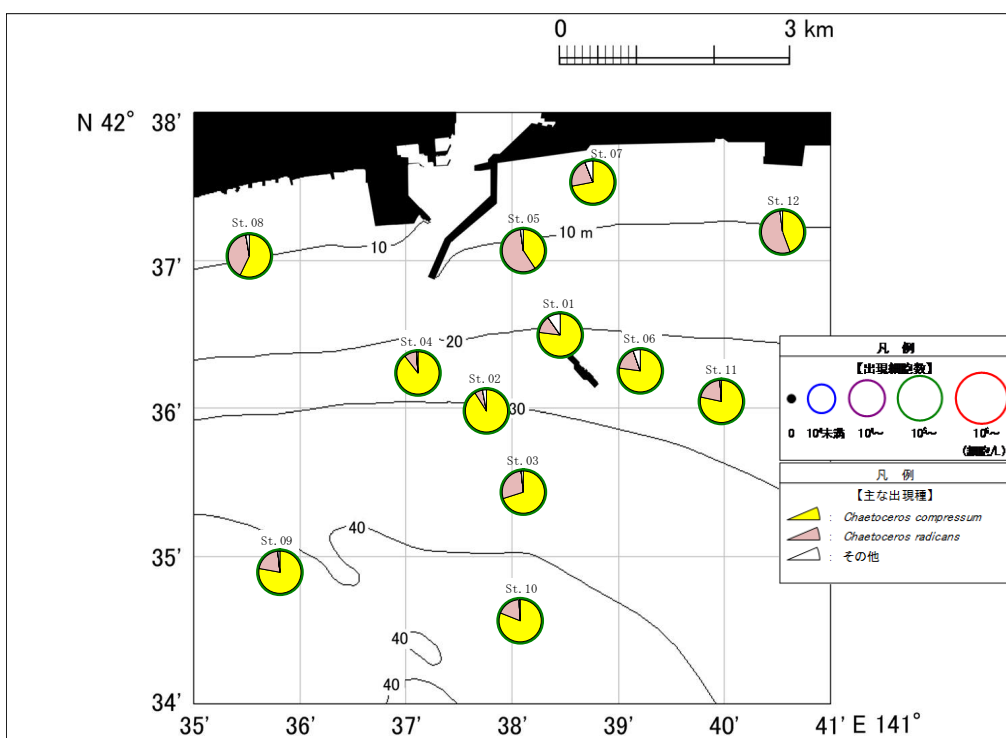 0 3 km
N 42° 38'
St.07
St.12
St.08
St.05
10 m
10
37'
St.01
St.04
20
St.06
St.02
St.11
36'
30
St.03
40
St.09
35'
St.10
40
40
34'
35' 36' 37' 38' 39' 40' 41' E 141°
凡 例
【出現細胞数】
0 10⁴未満 10⁴~ 10⁵~ 10⁶~
(細胞/L)
凡 例
【主な出現種】
: Chaetoceros compressum
: Chaetoceros radicans
: その他